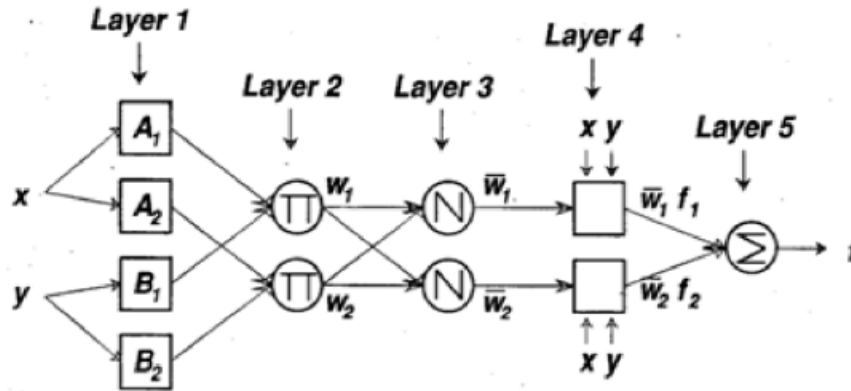 Layer 1
Layer 2
Layer 3
Layer 4
Layer 5
x y
A₁
A₂
B₁
B₂
x
y
Π
Π
w₁
w₂
N
N
w̅₁
w̅₂
w̅₁ f₁
w̅₂ f₂
Σ
x y